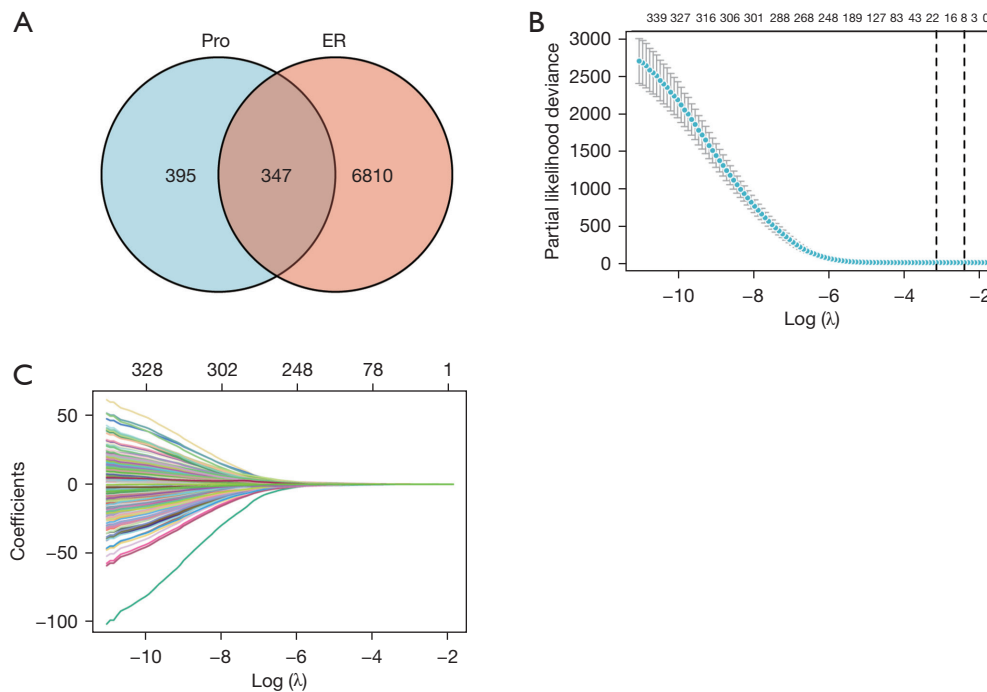 A
Pro
ER
395
347
6810
B
339 327 316 306 301 288 268 248 189 127 83 43 22 16 8 3 0
Partial likelihood deviance
3000
2500
2000
1500
1000
500
0
−10 −8 −6 −4 −2
Log (λ)
C
328 302 248 78 1
Coefficients
50
0
−50
−100
−10 −8 −6 −4 −2
Log (λ)